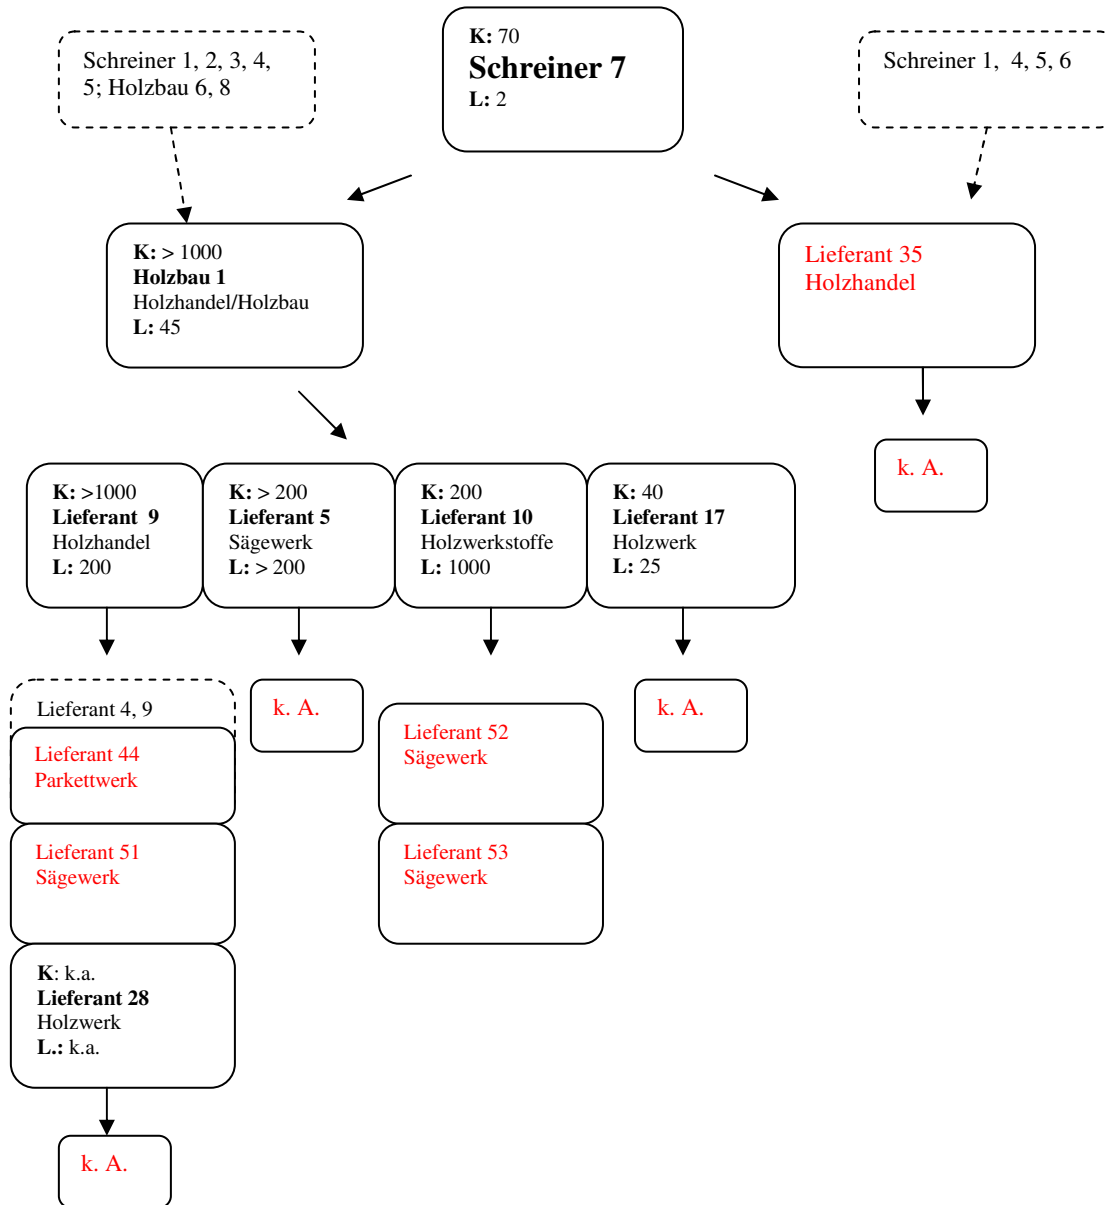 Schreiner 1, 2, 3, 4,
5; Holzbau 6, 8
K: 70
Schreiner 7
L: 2
Schreiner 1,  4, 5, 6
K: > 1000
Holzbau 1
Holzhandel/Holzbau
L: 45
Lieferant 35
Holzhandel
k. A.
K: >1000
Lieferant  9
Holzhandel
L: 200
K: > 200
Lieferant 5
Sägewerk
L: > 200
K: 200
Lieferant 10
Holzwerkstoffe
L: 1000
K: 40
Lieferant 17
Holzwerk
L: 25
Lieferant 4, 9
Lieferant 44
Parkettwerk
Lieferant 51
Sägewerk
K: k.a.
Lieferant 28
Holzwerk
L.: k.a.
k. A.
k. A.
Lieferant 52
Sägewerk
Lieferant 53
Sägewerk
k. A.